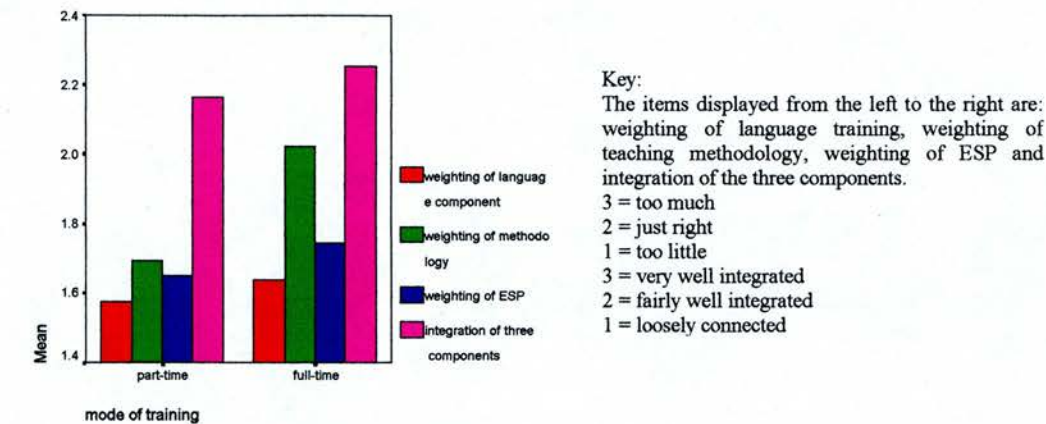 2.4
2.2
2.0
1.8
1.6
1.4
Mean
part-time
full-time
mode of training
weighting of languag
e component
weighting of methodo
logy
weighting of ESP
integration of three
components
Key:
The items displayed from the left to the right are:
weighting of language training, weighting of
teaching methodology, weighting of ESP and
integration of the three components.
3 = too much
2 = just right
1 = too little
3 = very well integrated
2 = fairly well integrated
1 = loosely connected